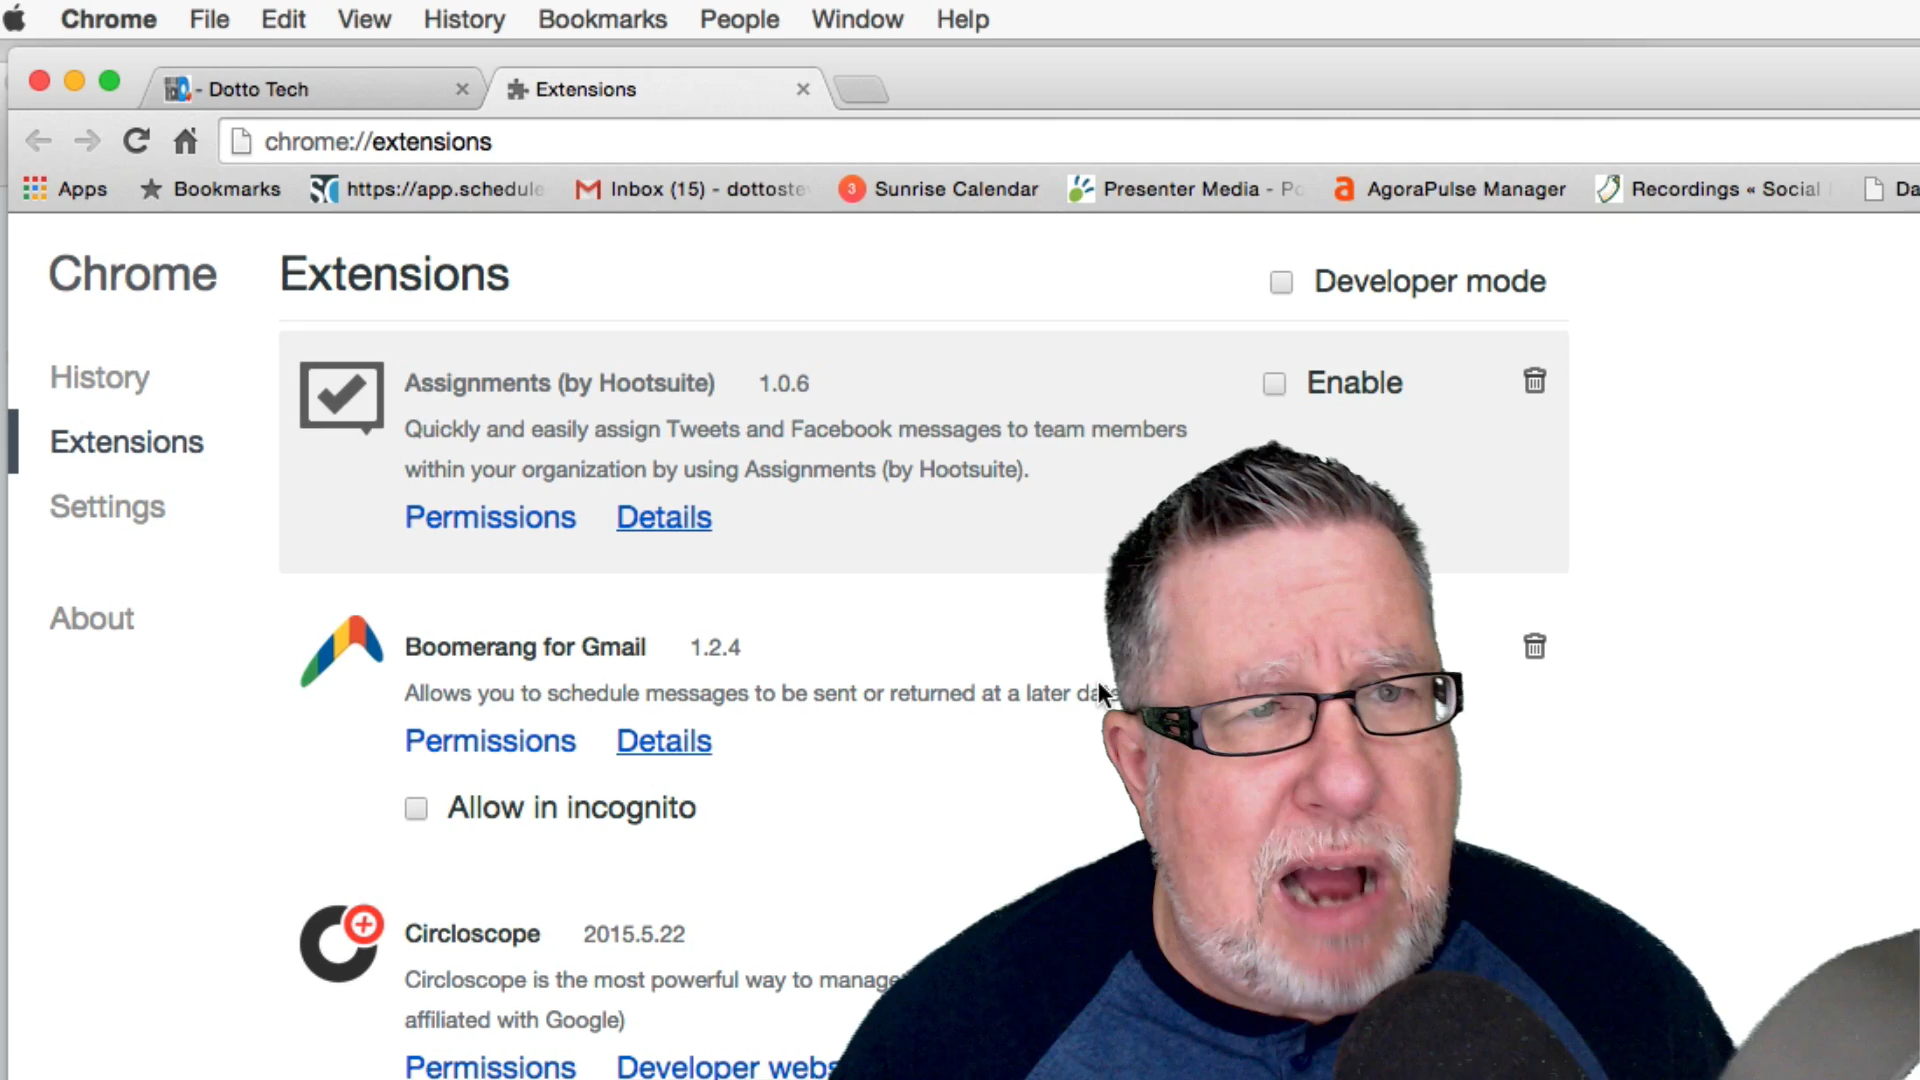 Chrome File Edit View History Bookmarks People Window Help
- Dotto Tech Extensions
chrome://extensions
Apps Bookmarks https://app.schedule Inbox (15) - dottoste 3 Sunrise Calendar Presenter Media - Po AgoraPulse Manager Recordings « Social Da
Chrome Extensions Developer mode
History
Extensions
Settings
About
Assignments (by Hootsuite) 1.0.6 Enable
Quickly and easily assign Tweets and Facebook messages to team members
within your organization by using Assignments (by Hootsuite).
Permissions Details
Boomerang for Gmail 1.2.4
Allows you to schedule messages to be sent or returned at a later
Permissions Details
Allow in incognito
Circloscope 2015.5.22
Circloscope is the most powerful way to manage
affiliated with Google)
Permissions Developer webs